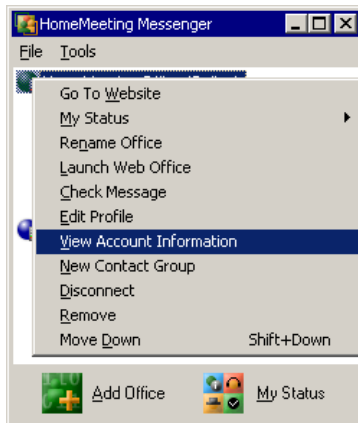 HomeMeeting Messenger
File Tools
Go To Website
My Status
Rename Office
Launch Web Office
Check Message
Edit Profile
View Account Information
New Contact Group
Disconnect
Remove
Move Down Shift+Down
Add Office My Status